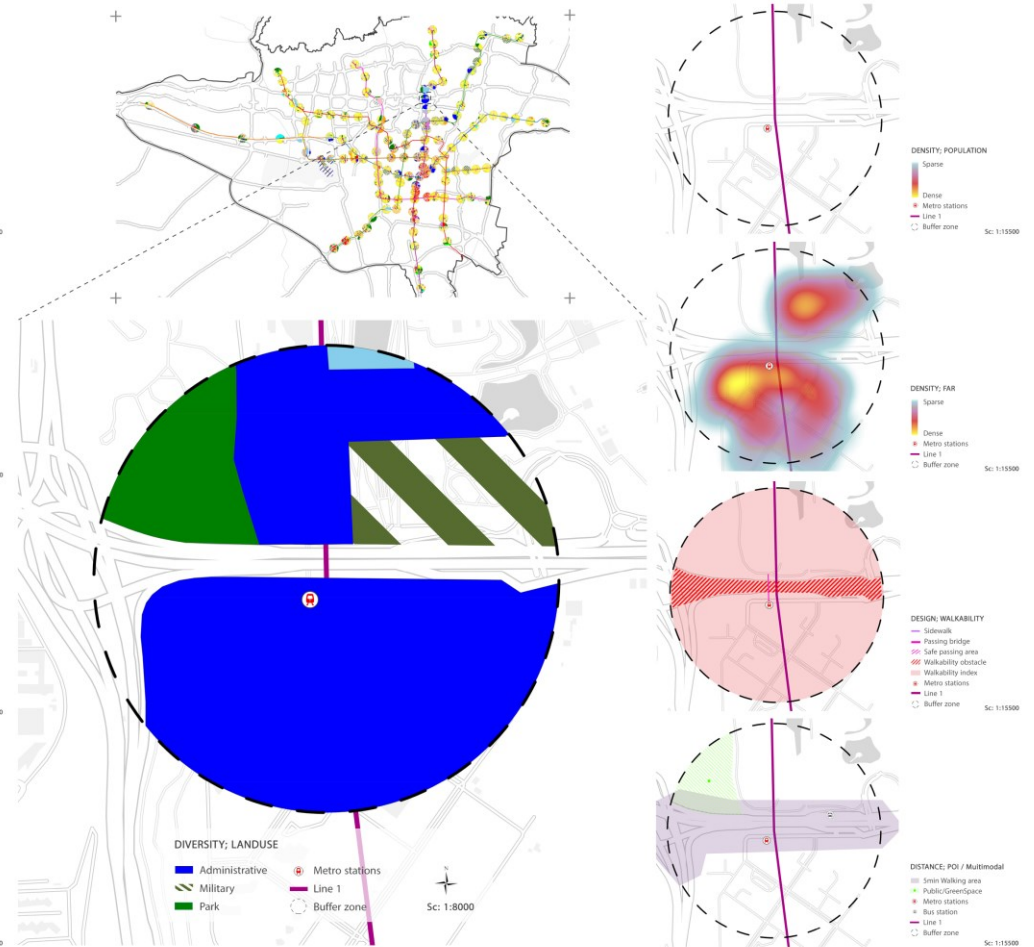 DENSITY; POPULATION
Sparse
Dense
Metro stations
Line 1
Buffer zone
Sc: 1:15500
DENSITY; FAR
Sparse
Dense
Metro stations
Line 1
Buffer zone
Sc: 1:15500
DESIGN; WALKABILITY
Sidewalk
Passing bridge
Safe passing area
Walkability obstacle
Walkability index
Metro stations
Line 1
Buffer zone
Sc: 1:15500
DIVERSITY; LANDUSE
Administrative
Military
Park
Metro stations
Line 1
Buffer zone
Sc: 1:8000
DISTANCE; POI / Multimodal
5min Walking area
Public/GreenSpace
Metro stations
Bus station
Line 1
Buffer zone
Sc: 1:15500